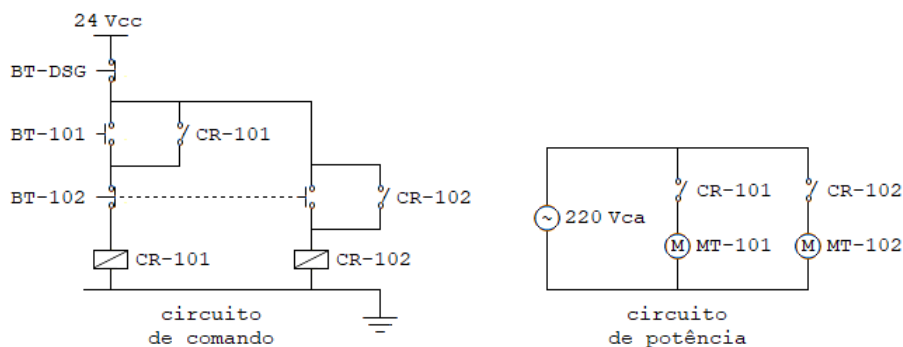 24 Vcc
BT-DSG
BT-101
CR-101
BT-102
CR-102
CR-101
CR-102
circuito
de comando
220 Vca
CR-101
CR-102
M
MT-101
M
MT-102
circuito
de potência